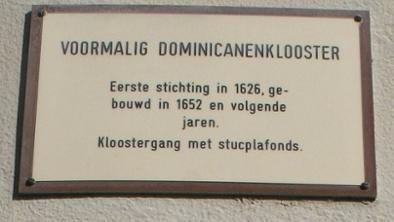 VOORMALIG DOMINICANENKLOOSTER
Eerste stichting in 1626, ge-
bouwd in 1652 en volgende
jaren.
Kloostergang met stucplafonds.